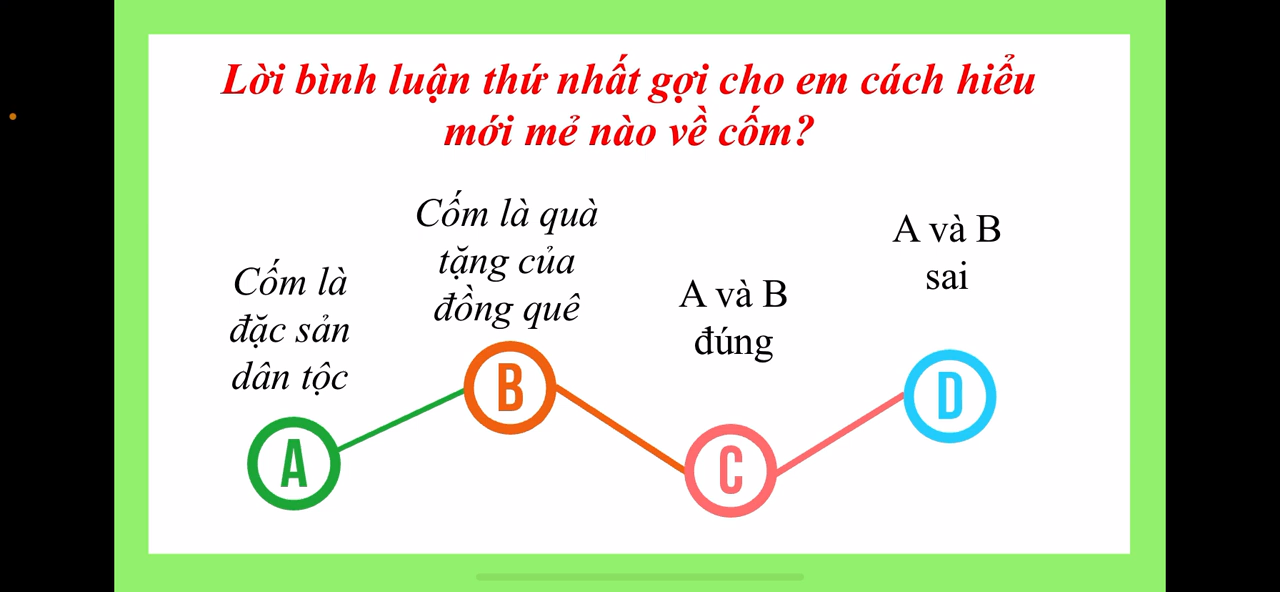 Lời bình luận thứ nhất gợi cho em cách hiểu
mới mẻ nào về cốm?
Cốm là
đặc sản
dân tộc
A
Cốm là quà
tặng của
đồng quê
B
A và B
đúng
C
A và B
sai
D